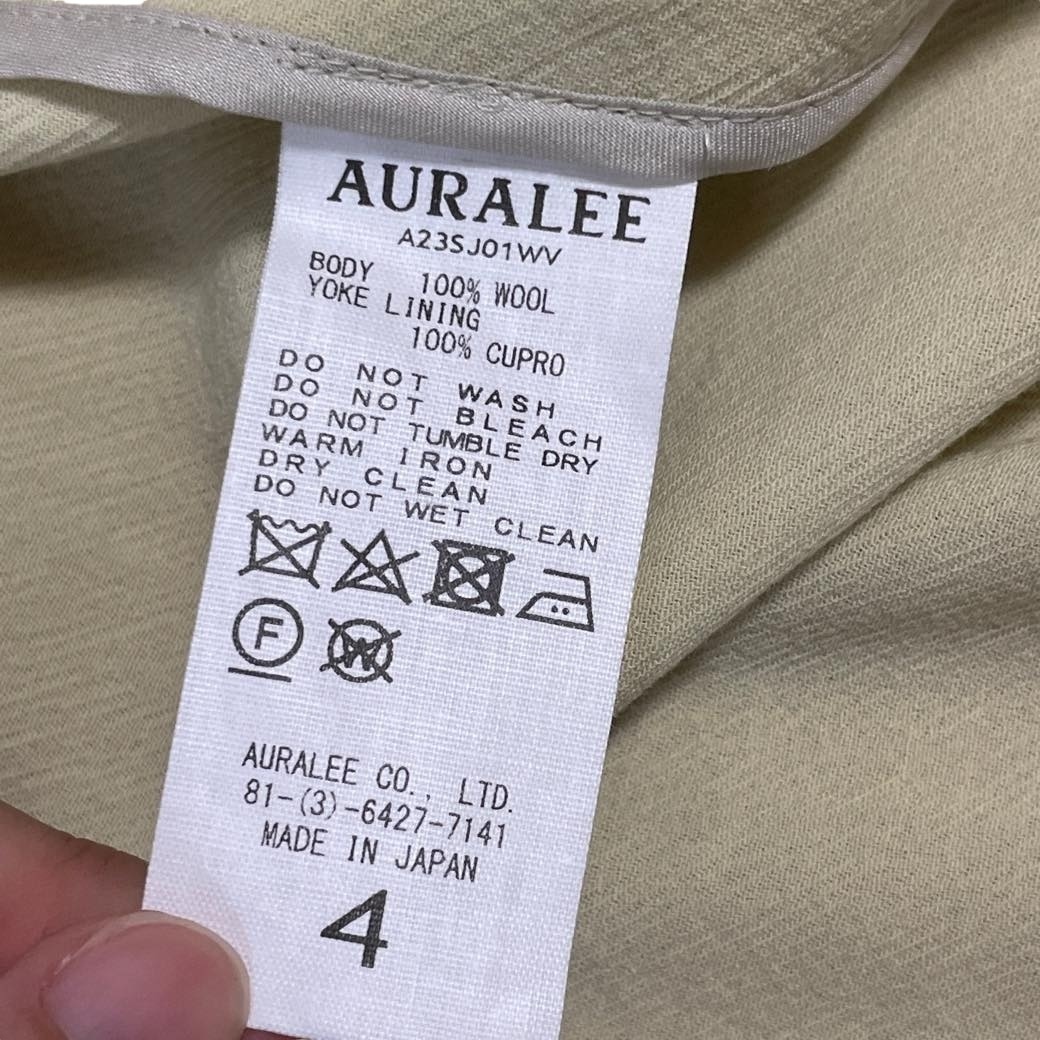 AURALEE
A23SJ01WV
BODY 100% WOOL
YOKE LINING
100% CUPRO
DO NOT WASH
DO NOT BLEACH
DO NOT TUMBLE DRY
WARM IRON
DRY CLEAN
DO NOT WET CLEAN
F W
AURALEE CO., LTD.
81-(3)-6427-7141
MADE IN JAPAN
4